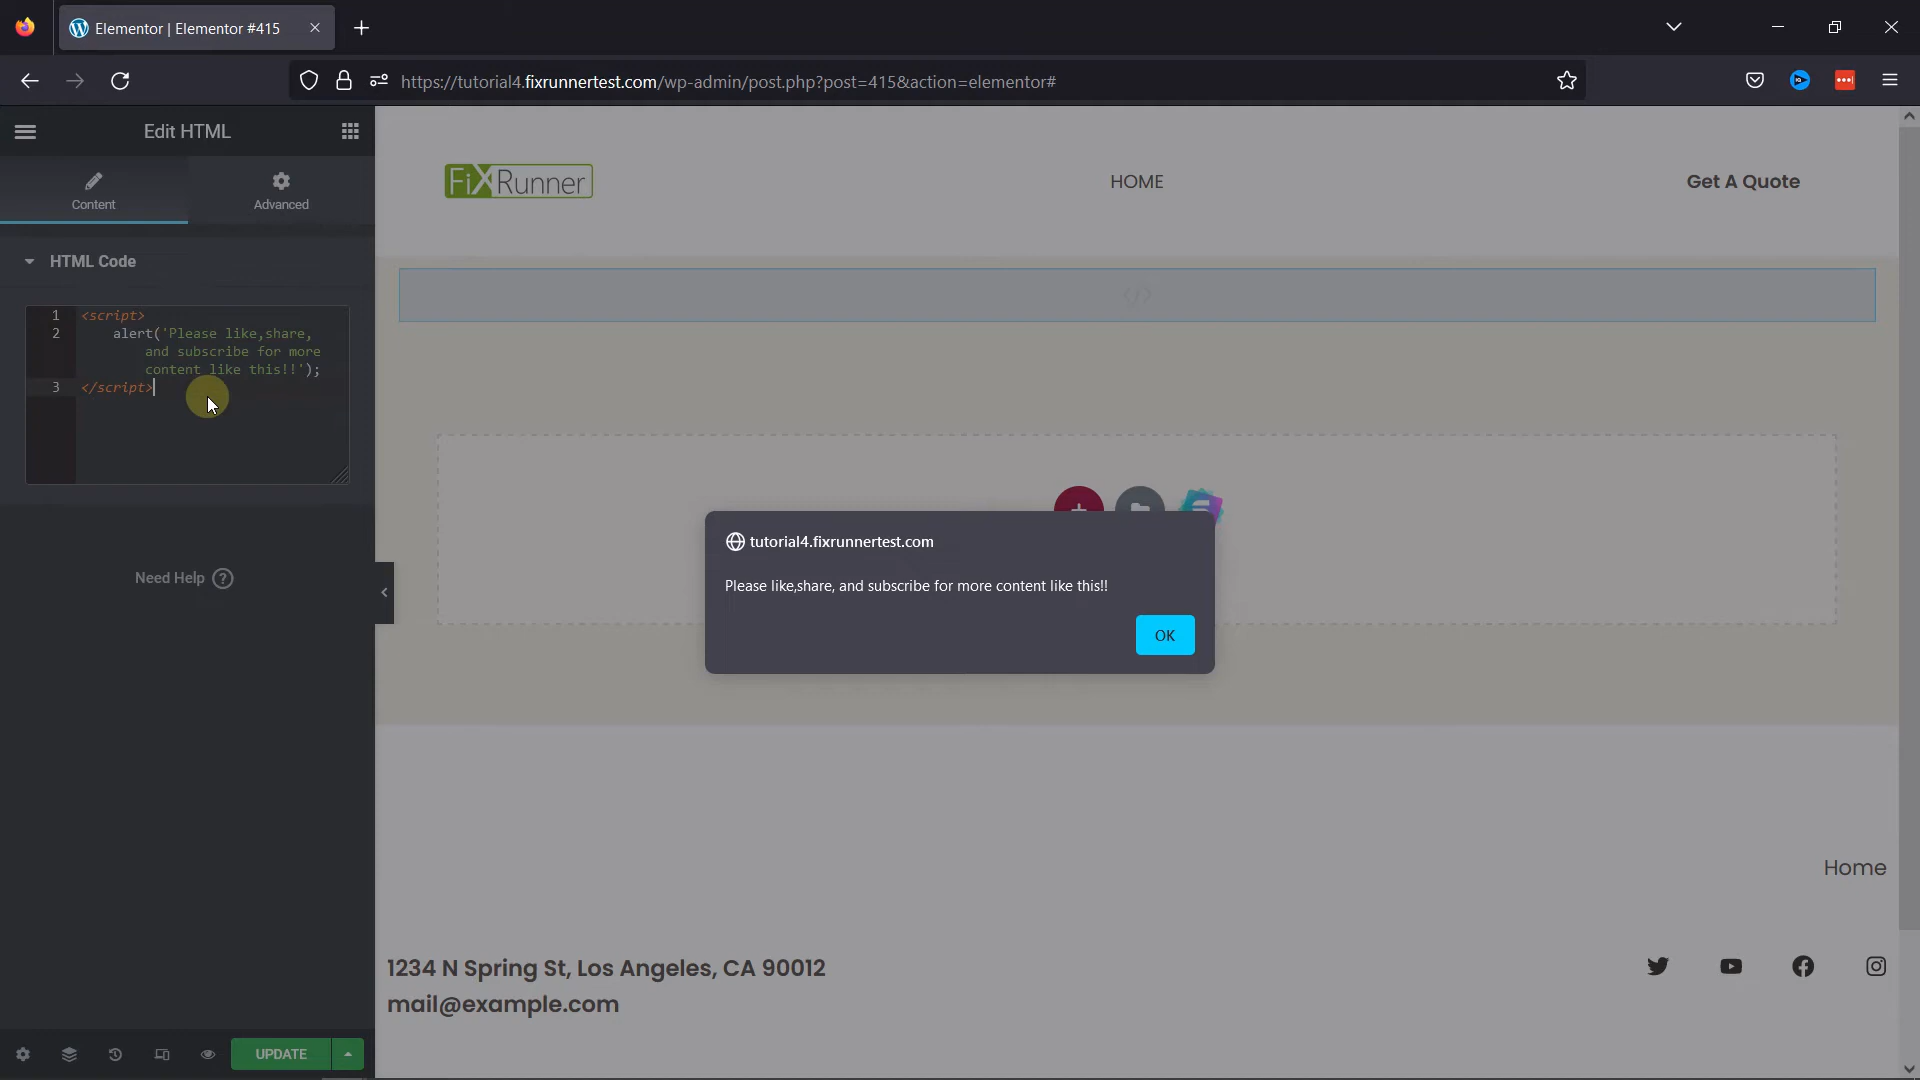 Elementor | Elementor #415
https://tutorial4.fixrunnertest.com/wp-admin/post.php?post=415&action=elementor#
Edit HTML
Content
Advanced
HTML Code
1 <script>
2 alert('Please like,share,
and subscribe for more
content like this!!');
3 </script>
Need Help ?
UPDATE
FiXRunner
HOME
Get A Quote
</>
tutorial4.fixrunnertest.com
Please like,share, and subscribe for more content like this!!
OK
Home
1234 N Spring St, Los Angeles, CA 90012
mail@example.com